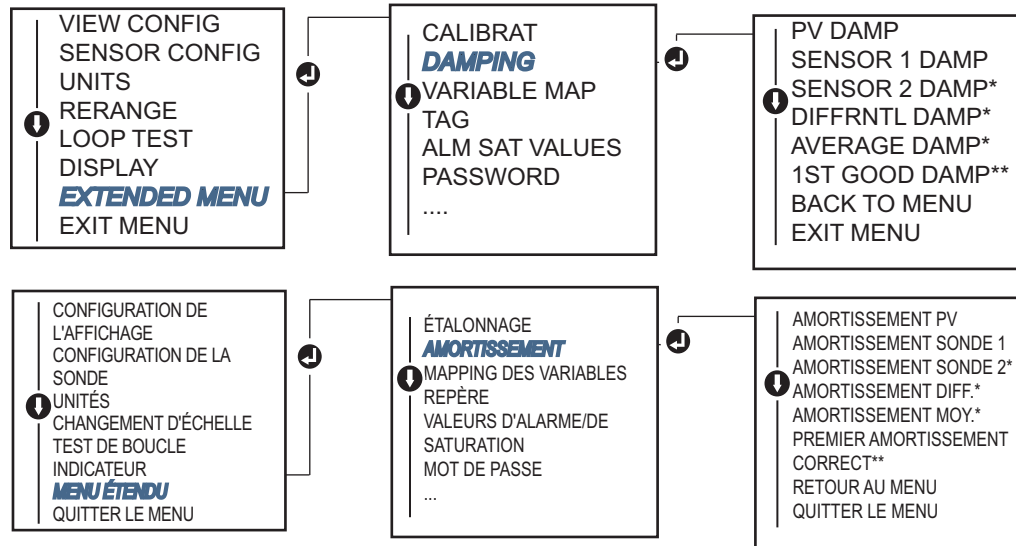 VIEW CONFIG
SENSOR CONFIG
UNITS
RERANGE
LOOP TEST
DISPLAY
EXTENDED MENU
EXIT MENU
CALIBRAT
DAMPING
VARIABLE MAP
TAG
ALM SAT VALUES
PASSWORD
....
PV DAMP
SENSOR 1 DAMP
SENSOR 2 DAMP*
DIFFRNTL DAMP*
AVERAGE DAMP*
1ST GOOD DAMP**
BACK TO MENU
EXIT MENU
CONFIGURATION DE
L'AFFICHAGE
CONFIGURATION DE LA
SONDE
UNITÉS
CHANGEMENT D'ÉCHELLE
TEST DE BOUCLE
INDICATEUR
MENU ÉTENDU
QUITTER LE MENU
ÉTALONNAGE
AMORTISSEMENT
MAPPING DES VARIABLES
REPÈRE
VALEURS D'ALARME/DE
SATURATION
MOT DE PASSE
...
AMORTISSEMENT PV
AMORTISSEMENT SONDE 1
AMORTISSEMENT SONDE 2*
AMORTISSEMENT DIFF.*
AMORTISSEMENT MOY.*
PREMIER AMORTISSEMENT
CORRECT**
RETOUR AU MENU
QUITTER LE MENU